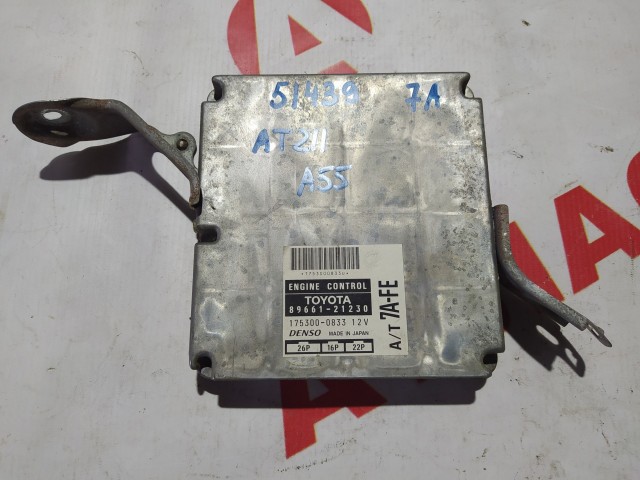 51439 7A
AT211
A55
*1753000833U*
ENGINE CONTROL
TOYOTA
89661-21230
175300-0833 12V
DENSO MADE IN JAPAN
26P 16P 22P
A/T 7A-FE